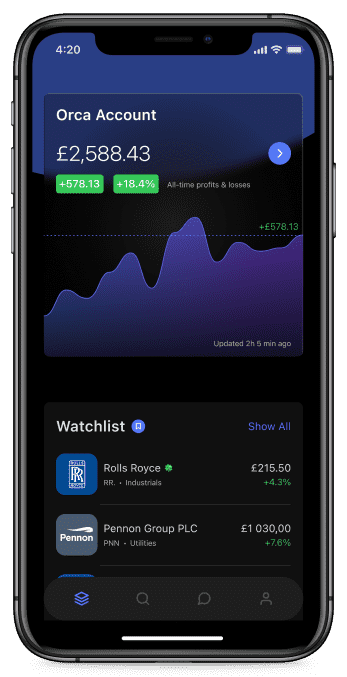 4:20
Orca Account
£2,588.43
+578.13 +18.4% All-time profits & losses
+£578.13
Updated 2h 5 min ago
Watchlist Show All
RR
Rolls Royce £215.50
RR. • Industrials +4.3%
Pennon
Pennon Group PLC £1 030,00
PNN • Utilities +7.6%